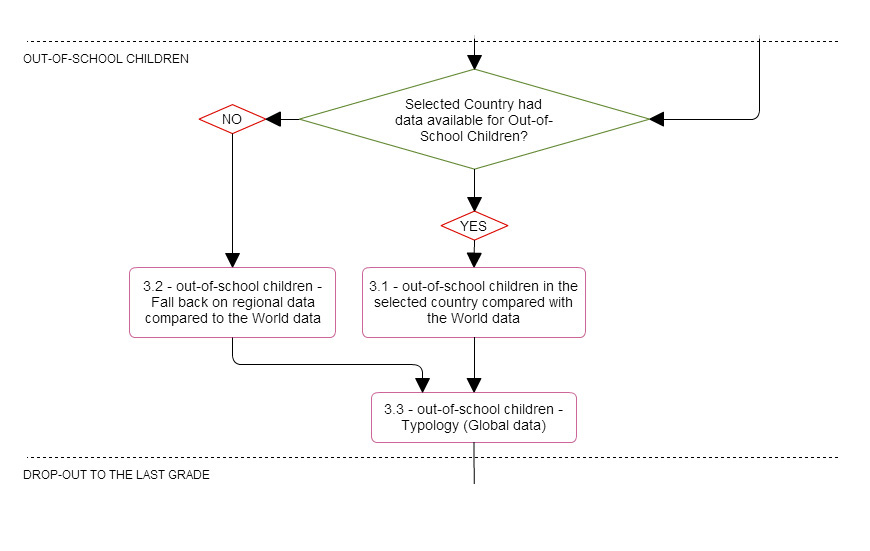 OUT-OF-SCHOOL CHILDREN
Selected Country had
data available for Out-of-
School Children?
NO
YES
3.2 - out-of-school children -
Fall back on regional data
compared to the World data
3.1 - out-of-school children in the
selected country compared with
the World data
3.3 - out-of-school children -
Typology (Global data)
DROP-OUT TO THE LAST GRADE